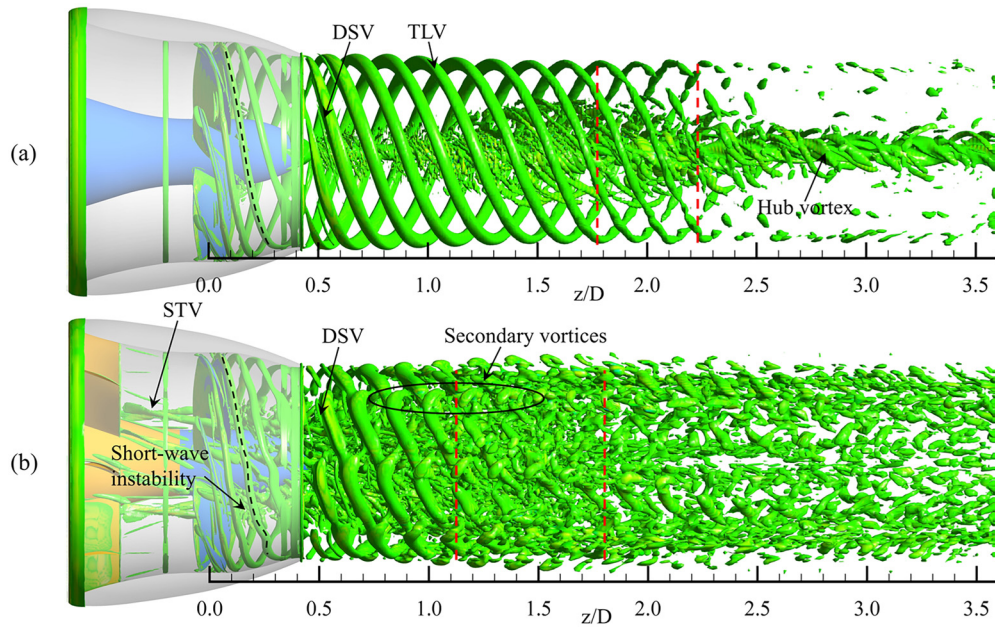 DSV TLV
(a)
Hub vortex
0.0 0.5 1.0 1.5 2.0 2.5 3.0 3.5
z/D
STV
DSV Secondary vortices
Short-wave
instability
(b)
0.0 0.5 1.0 1.5 2.0 2.5 3.0 3.5
z/D